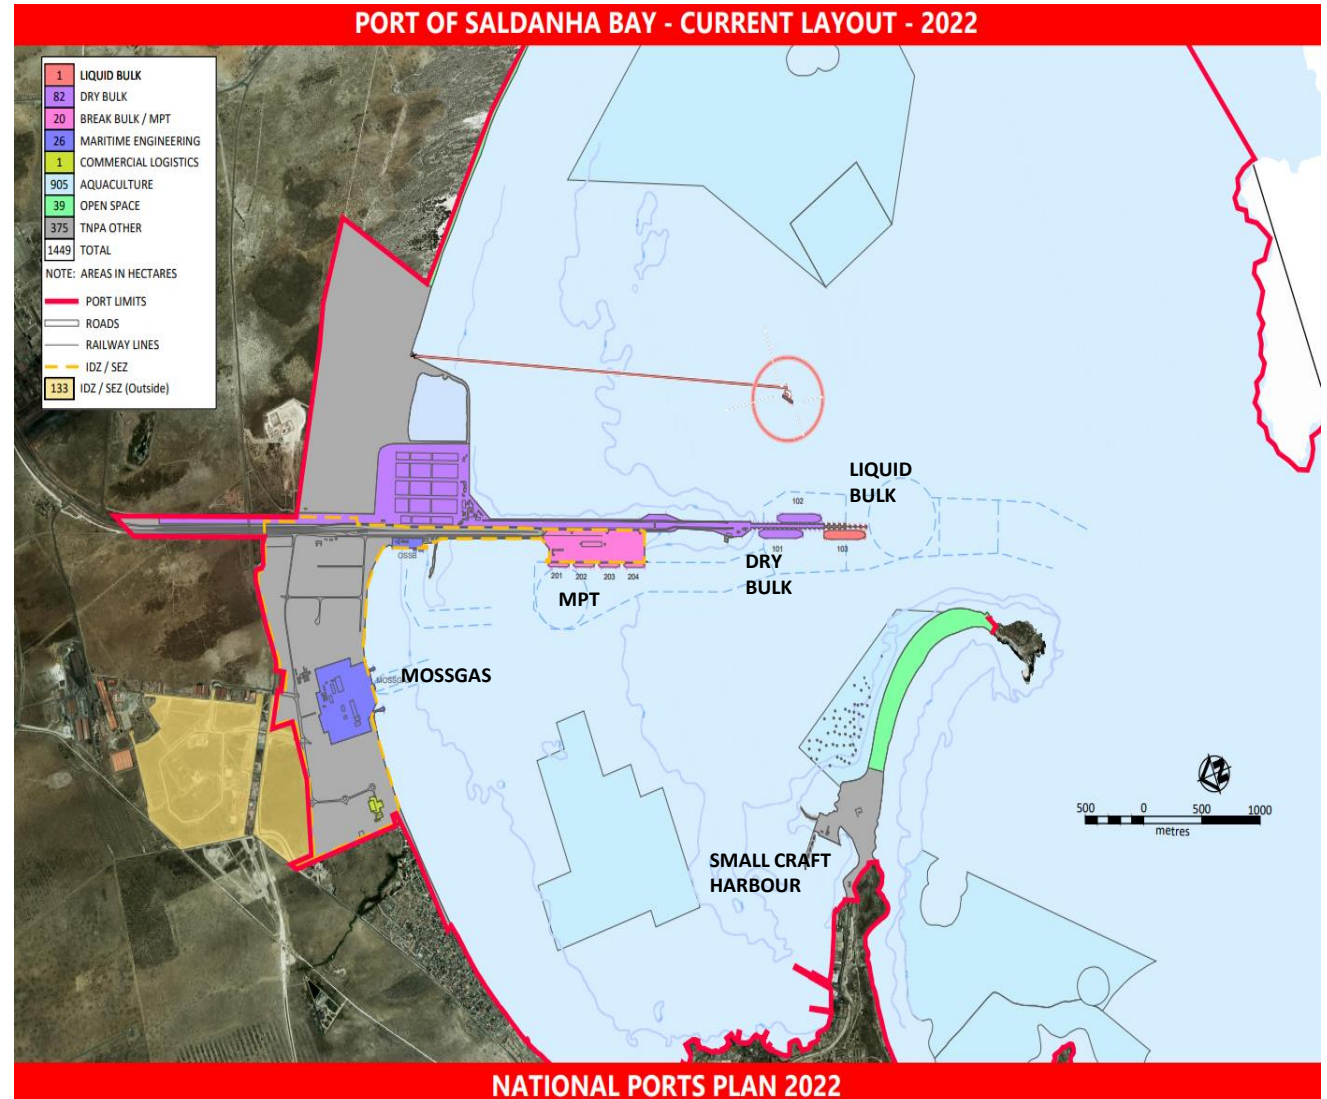 PORT OF SALDANHA BAY - CURRENT LAYOUT - 2022
1 LIQUID BULK
82 DRY BULK
20 BREAK BULK / MPT
26 MARITIME ENGINEERING
1 COMMERCIAL LOGISTICS
905 AQUACULTURE
39 OPEN SPACE
375 TNPA OTHER
1449 TOTAL
NOTE: AREAS IN HECTARES
PORT LIMITS
ROADS
RAILWAY LINES
IDZ / SEZ
133 IDZ / SEZ (Outside)
LIQUID
BULK
102
101
103
OSSB
DRY
BULK
201 202 203 204
MPT
MOSSGAS
SMALL CRAFT
HARBOUR
N
500 0 500 1000
metres
NATIONAL PORTS PLAN 2022